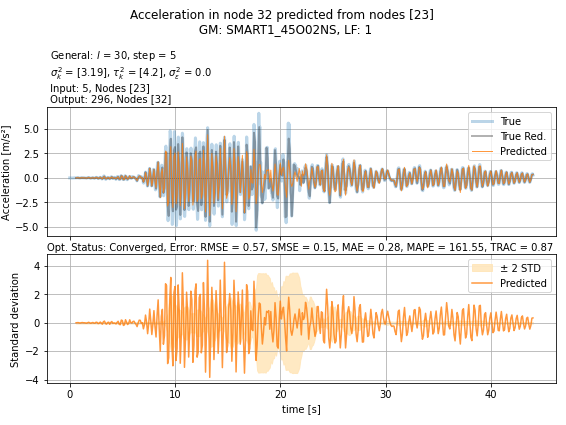 Acceleration in node 32 predicted from nodes [23]
GM: SMART1_45O02NS, LF: 1
General: l = 30, step = 5
σ²ₖ = [3.19], τ²ₖ = [4.2], σ²ε = 0.0
Input: 5, Nodes [23]
Output: 296, Nodes [32]
Acceleration [m/s²]
5.0
2.5
0.0
−2.5
−5.0
True
True Red.
Predicted
Opt. Status: Converged, Error: RMSE = 0.57, SMSE = 0.15, MAE = 0.28, MAPE = 161.55, TRAC = 0.87
Standard deviation
4
2
0
−2
−4
± 2 STD
Predicted
0 10 20 30 40
time [s]